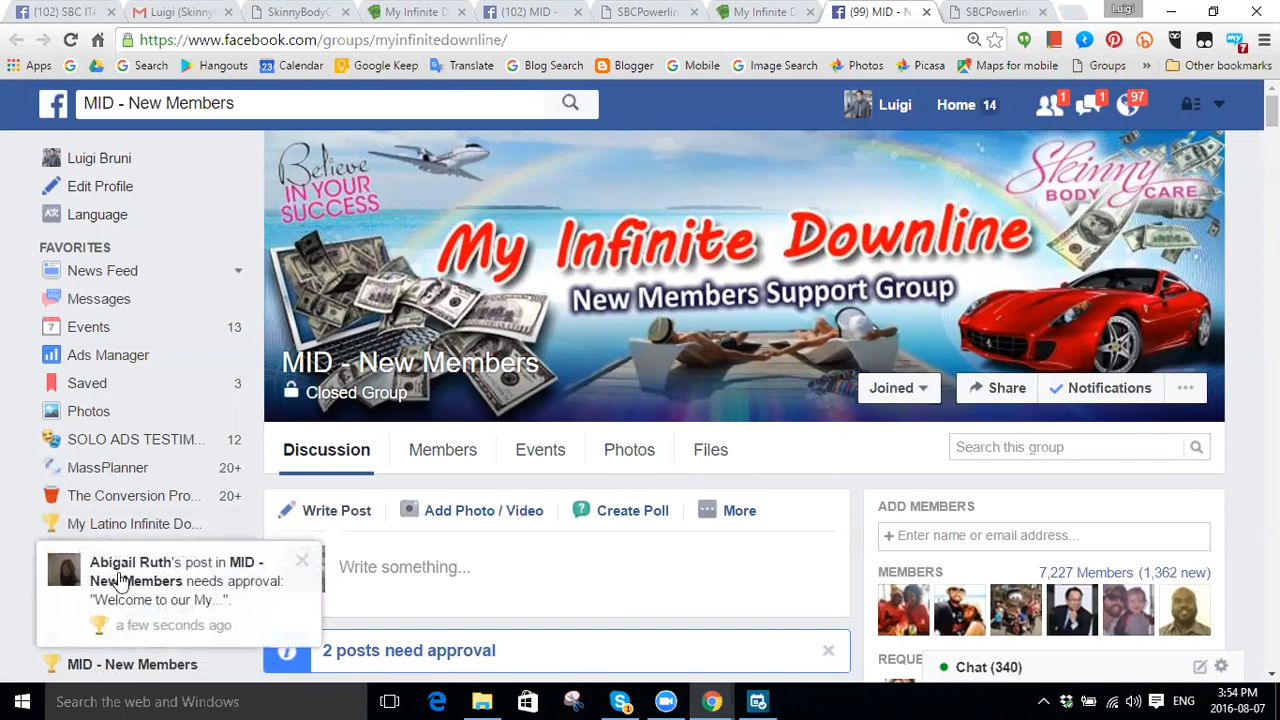 (102) SBC ITA
Luigi (Skinny
SkinnyBodyC
My Infinite D
(102) MID -
SBCPowerlin
My Infinite D
(99) MID - N
SBCPowerlin
Luigi
https://www.facebook.com/groups/myinfinitedownline/
7
Apps
Search
Hangouts
23 Calendar
Google Keep
Translate
Blog Search
Blogger
Mobile
Image Search
Photos
Picasa
Maps for mobile
Groups
»
Other bookmarks
MID - New Members
Luigi
Home 14
1
1
97
Luigi Bruni
Edit Profile
Language
FAVORITES
News Feed
Messages
7 Events 13
Ads Manager
Saved 3
Photos
SOLO ADS TESTIM... 12
MassPlanner 20+
The Conversion Pro... 20+
My Latino Infinite Do...
Abigail Ruth's post in MID -
New Members needs approval:
"Welcome to our My...".
a few seconds ago
MID - New Members
Believe
IN YOUR
SUCCESS
Skinny
BODY CARE
My Infinite Downline
New Members Support Group
MID - New Members
Closed Group
Joined
Share
Notifications
Discussion
Members
Events
Photos
Files
Search this group
Write Post
Add Photo / Video
Create Poll
More
Write something...
2 posts need approval
ADD MEMBERS
+ Enter name or email address...
MEMBERS
7,227 Members (1,362 new)
REQUE
Chat (340)
Search the web and Windows
ENG
3:54 PM
2016-08-07